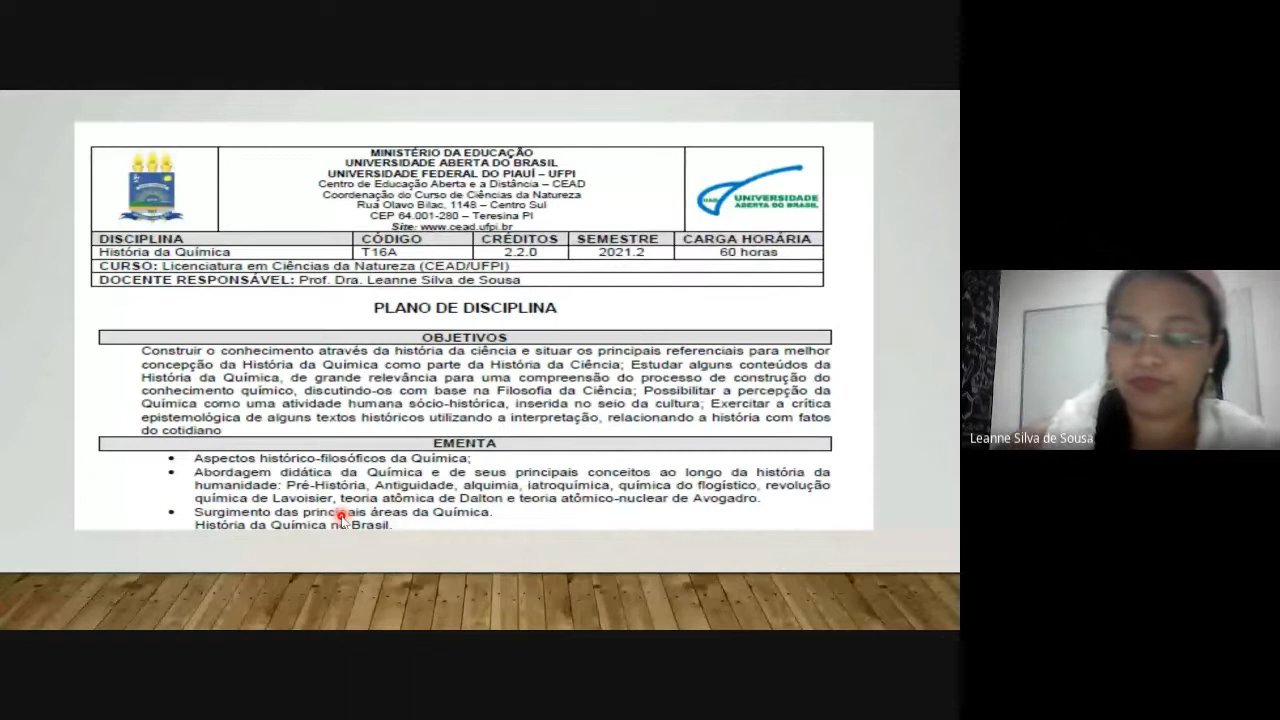 MINISTÉRIO DA EDUCAÇÃO
UNIVERSIDADE ABERTA DO BRASIL
UNIVERSIDADE FEDERAL DO PIAUÍ – UFPI
Centro de Educação Aberta e a Distância – CEAD
Coordenação do Curso de Ciências da Natureza
Rua Olavo Bilac, 1148 – Centro Sul
CEP 64.001-280 – Teresina PI
Site: www.cead.ufpi.br
UAB UNIVERSIDADE
ABERTA DO BRASIL
DISCIPLINA CÓDIGO CRÉDITOS SEMESTRE CARGA HORÁRIA
História da Química T16A 2.2.0 2021.2 60 horas
CURSO: Licenciatura em Ciências da Natureza (CEAD/UFPI)
DOCENTE RESPONSÁVEL: Prof. Dra. Leanne Silva de Sousa
PLANO DE DISCIPLINA
OBJETIVOS
Construir o conhecimento através da história da ciência e situar os principais referenciais para melhor
concepção da História da Química como parte da História da Ciência; Estudar alguns conteúdos da
História da Química, de grande relevância para uma compreensão do processo de construção do
conhecimento químico, discutindo-os com base na Filosofia da Ciência; Possibilitar a percepção da
Química como uma atividade humana sócio-histórica, inserida no seio da cultura; Exercitar a crítica
epistemológica de alguns textos históricos utilizando a interpretação, relacionando a história com fatos
do cotidiano
EMENTA
• Aspectos histórico-filosóficos da Química;
• Abordagem didática da Química e de seus principais conceitos ao longo da história da
humanidade: Pré-História, Antiguidade, alquimia, iatroquímica, química do flogístico, revolução
química de Lavoisier, teoria atômica de Dalton e teoria atômico-nuclear de Avogadro.
• Surgimento das principais áreas da Química.
História da Química no Brasil.
Leanne Silva de Sousa